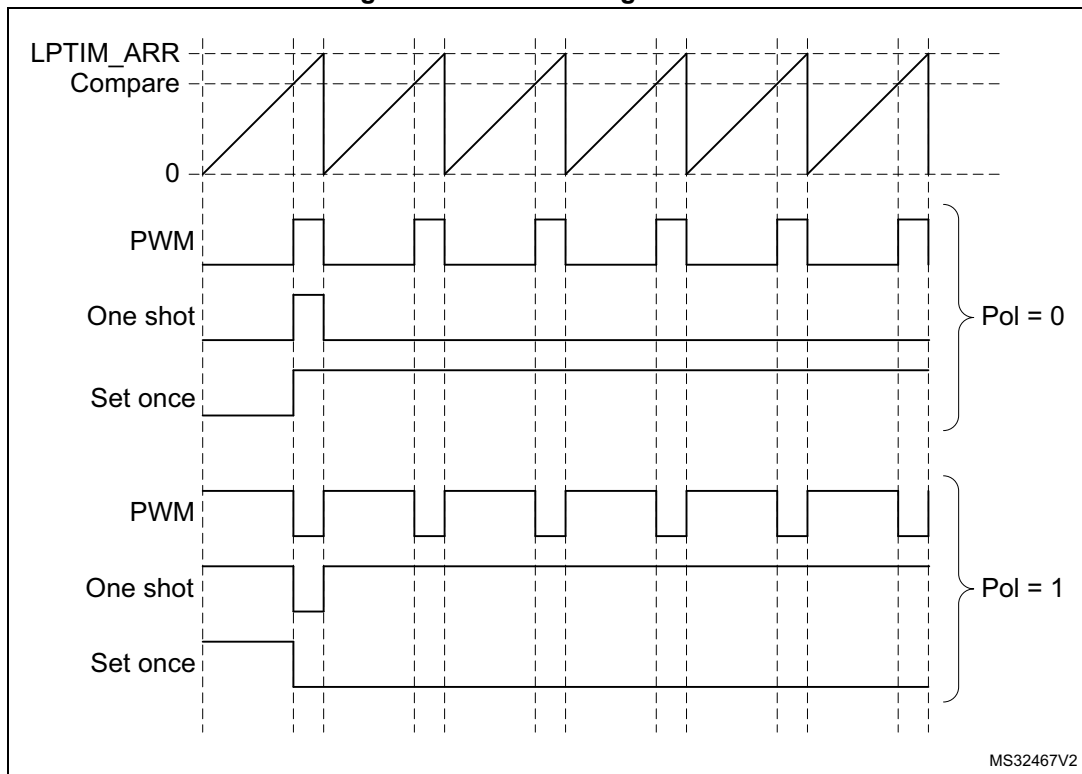 LPTIM_ARR
Compare
0
PWM
One shot
Pol = 0
Set once
PWM
One shot
Pol = 1
Set once
MS32467V2